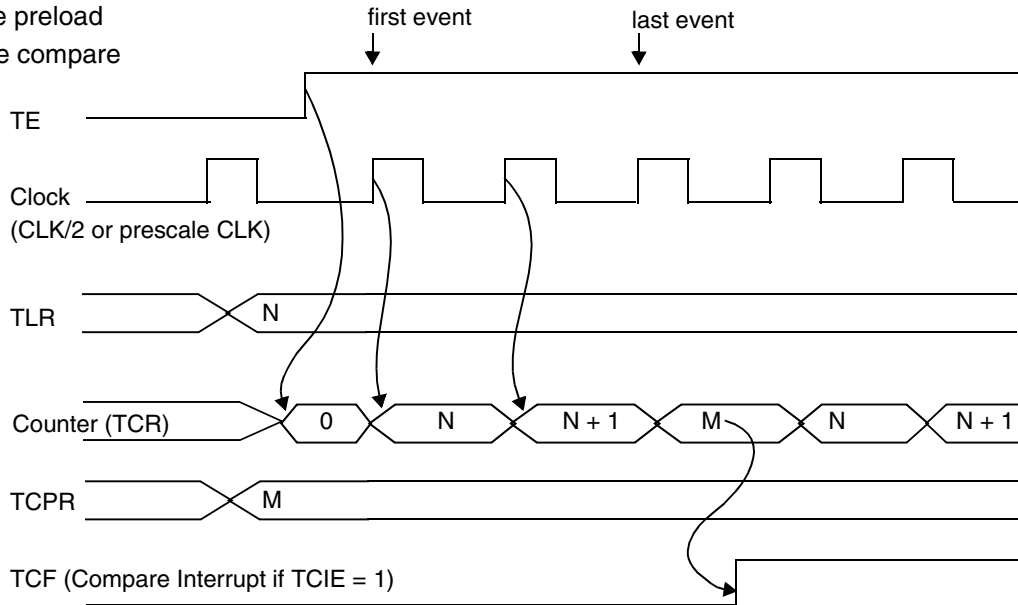 e preload
e compare
first event
last event
TE
Clock
(CLK/2 or prescale CLK)
TLR
N
Counter (TCR)
0
N
N + 1
M
N
N + 1
TCPR
M
TCF (Compare Interrupt if TCIE = 1)